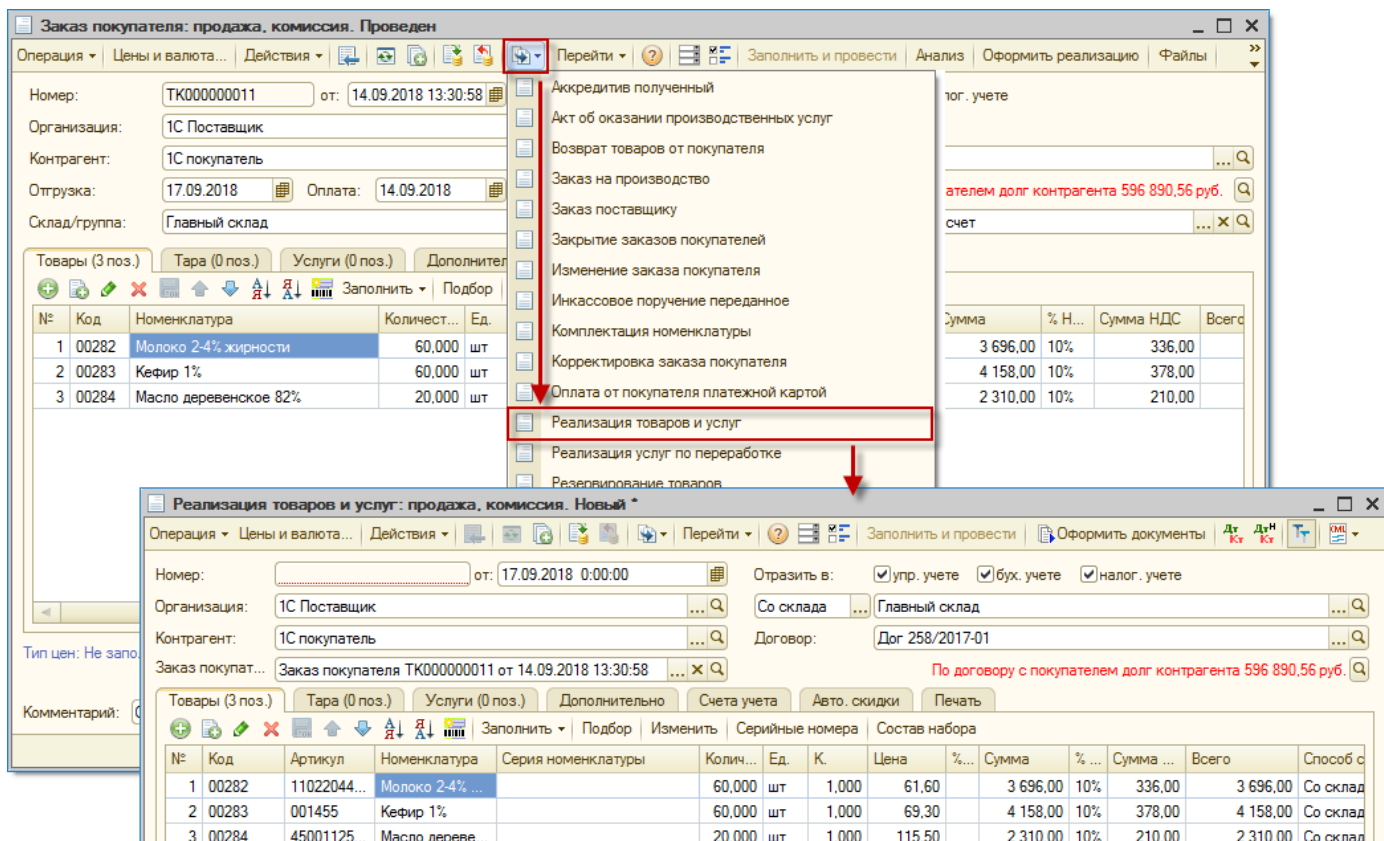 Заказ покупателя: продажа, комиссия. Проведен
Операция Цены и валюта... Действия Перейти Заполнить и провести Анализ Оформить реализацию Файлы
Номер: ТК000000011 от: 14.09.2018 13:30:58 лог. учете
Организация: 1С Поставщик
Контрагент: 1С покупатель ...
Отгрузка: 17.09.2018 Оплата: 14.09.2018 ателем долг контрагента 596 890,56 руб.
Склад/группа: Главный склад счет ...
Товары (3 поз.) Тара (0 поз.) Услуги (0 поз.) Дополнител
Заполнить Подбор
№ Код Номенклатура Количест... Ед. Сумма % Н... Сумма НДС Всего
1 00282 Молоко 2-4% жирности 60,000 шт 3 696,00 10% 336,00
2 00283 Кефир 1% 60,000 шт 4 158,00 10% 378,00
3 00284 Масло деревенское 82% 20,000 шт 2 310,00 10% 210,00
Аккредитив полученный
Акт об оказании производственных услуг
Возврат товаров от покупателя
Заказ на производство
Заказ поставщику
Закрытие заказов покупателей
Изменение заказа покупателя
Инкассовое поручение переданное
Комплектация номенклатуры
Корректировка заказа покупателя
Оплата от покупателя платежной картой
Реализация товаров и услуг
Реализация услуг по переработке
Резервирование товаров
Тип цен: Не запо
Комментарий:
Реализация товаров и услуг: продажа, комиссия. Новый *
Операция Цены и валюта... Действия Перейти Заполнить и провести Оформить документы Дт Кт Дт Кт Н Тт CML
Номер: от: 17.09.2018 0:00:00 Отразить в: упр. учете бух. учете налог. учете
Организация: 1С Поставщик ... Со склада ... Главный склад ...
Контрагент: 1С покупатель ... Договор: Дог 258/2017-01 ...
Заказ покупат... Заказ покупателя ТК000000011 от 14.09.2018 13:30:58 ... По договору с покупателем долг контрагента 596 890,56 руб.
Товары (3 поз.) Тара (0 поз.) Услуги (0 поз.) Дополнительно Счета учета Авто. скидки Печать
Заполнить Подбор Изменить Серийные номера Состав набора
№ Код Артикул Номенклатура Серия номенклатуры Колич... Ед. К. Цена %... Сумма % ... Сумма ... Всего Способ с
1 00282 11022044... Молоко 2-4% ... 60,000 шт 1,000 61,60 3 696,00 10% 336,00 3 696,00 Со склад
2 00283 001455 Кефир 1% 60,000 шт 1,000 69,30 4 158,00 10% 378,00 4 158,00 Со склад
3 00284 45001125... Масло дереве... 20,000 шт 1,000 115,50 2 310,00 10% 210,00 2 310,00 Со склад